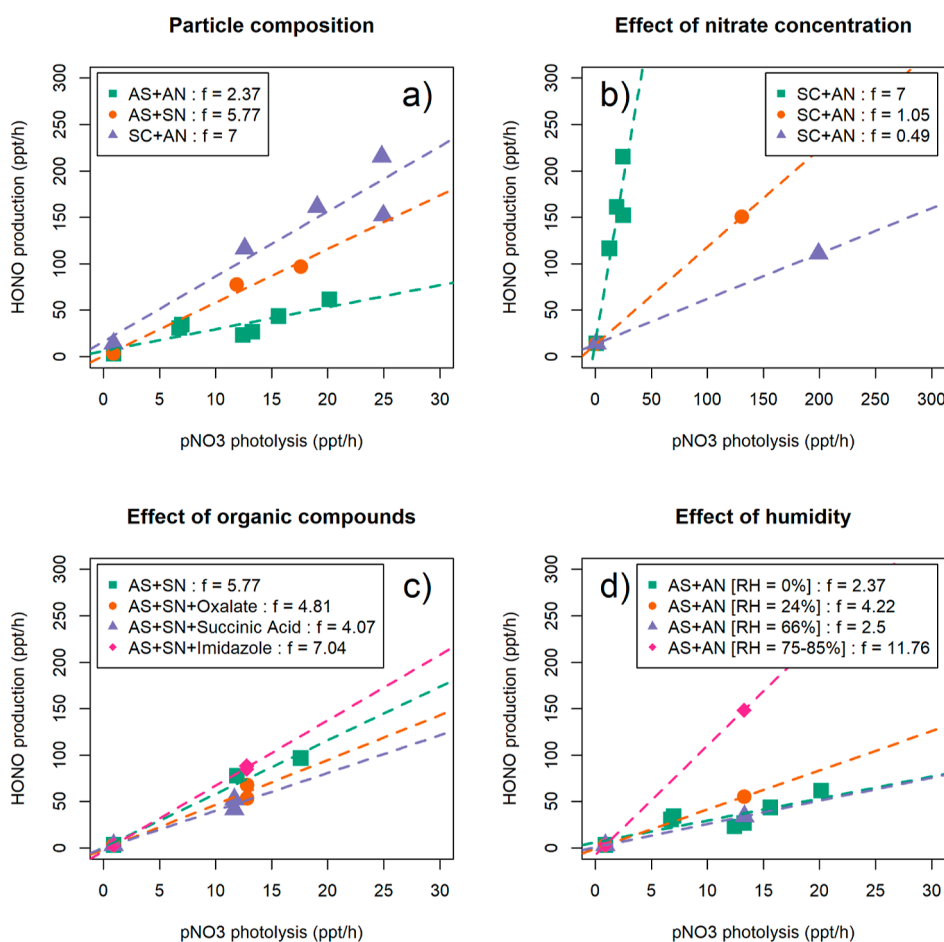 Particle composition
a)
AS+AN : f = 2.37
AS+SN : f = 5.77
SC+AN : f = 7
HONO production (ppt/h)
300
250
200
150
100
50
0
0 5 10 15 20 25 30
pNO3 photolysis (ppt/h)
Effect of nitrate concentration
b)
SC+AN : f = 7
SC+AN : f = 1.05
SC+AN : f = 0.49
HONO production (ppt/h)
300
250
200
150
100
50
0
0 50 100 150 200 250 300
pNO3 photolysis (ppt/h)
Effect of organic compounds
c)
AS+SN : f = 5.77
AS+SN+Oxalate : f = 4.81
AS+SN+Succinic Acid : f = 4.07
AS+SN+Imidazole : f = 7.04
HONO production (ppt/h)
300
250
200
150
100
50
0
0 5 10 15 20 25 30
pNO3 photolysis (ppt/h)
Effect of humidity
d)
AS+AN [RH = 0%] : f = 2.37
AS+AN [RH = 24%] : f = 4.22
AS+AN [RH = 66%] : f = 2.5
AS+AN [RH = 75-85%] : f = 11.76
HONO production (ppt/h)
300
250
200
150
100
50
0
0 5 10 15 20 25 30
pNO3 photolysis (ppt/h)